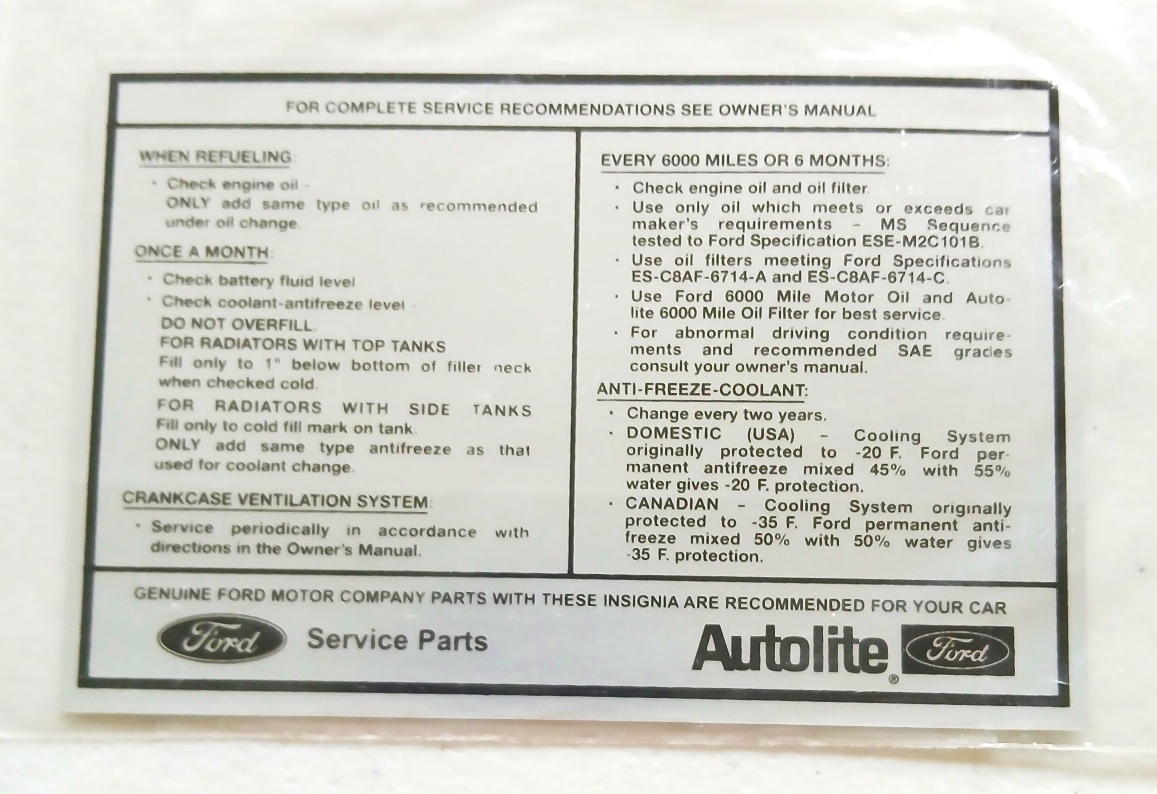 FOR COMPLETE SERVICE RECOMMENDATIONS SEE OWNER'S MANUAL
WHEN REFUELING:
• Check engine oil -
ONLY add same type oil as recommended
under oil change.
ONCE A MONTH:
• Check battery fluid level
• Check coolant-antifreeze level -
DO NOT OVERFILL.
FOR RADIATORS WITH TOP TANKS
Fill only to 1" below bottom of filler neck
when checked cold.
FOR RADIATORS WITH SIDE TANKS
Fill only to cold fill mark on tank.
ONLY add same type antifreeze as that
used for coolant change.
CRANKCASE VENTILATION SYSTEM:
• Service periodically in accordance with
directions in the Owner's Manual.
EVERY 6000 MILES OR 6 MONTHS:
• Check engine oil and oil filter.
• Use only oil which meets or exceeds car
maker's requirements - MS Sequence
tested to Ford Specification ESE-M2C101B.
• Use oil filters meeting Ford Specifications
ES-C8AF-6714-A and ES-C8AF-6714-C.
• Use Ford 6000 Mile Motor Oil and Auto-
lite 6000 Mile Oil Filter for best service.
• For abnormal driving condition require-
ments and recommended SAE grades
consult your owner's manual.
ANTI-FREEZE-COOLANT:
• Change every two years.
• DOMESTIC (USA) - Cooling System
originally protected to -20 F. Ford per-
manent antifreeze mixed 45% with 55%
water gives -20 F. protection.
• CANADIAN - Cooling System originally
protected to -35 F. Ford permanent anti-
freeze mixed 50% with 50% water gives
-35 F. protection.
GENUINE FORD MOTOR COMPANY PARTS WITH THESE INSIGNIA ARE RECOMMENDED FOR YOUR CAR
Ford Service Parts
Autolite® Ford